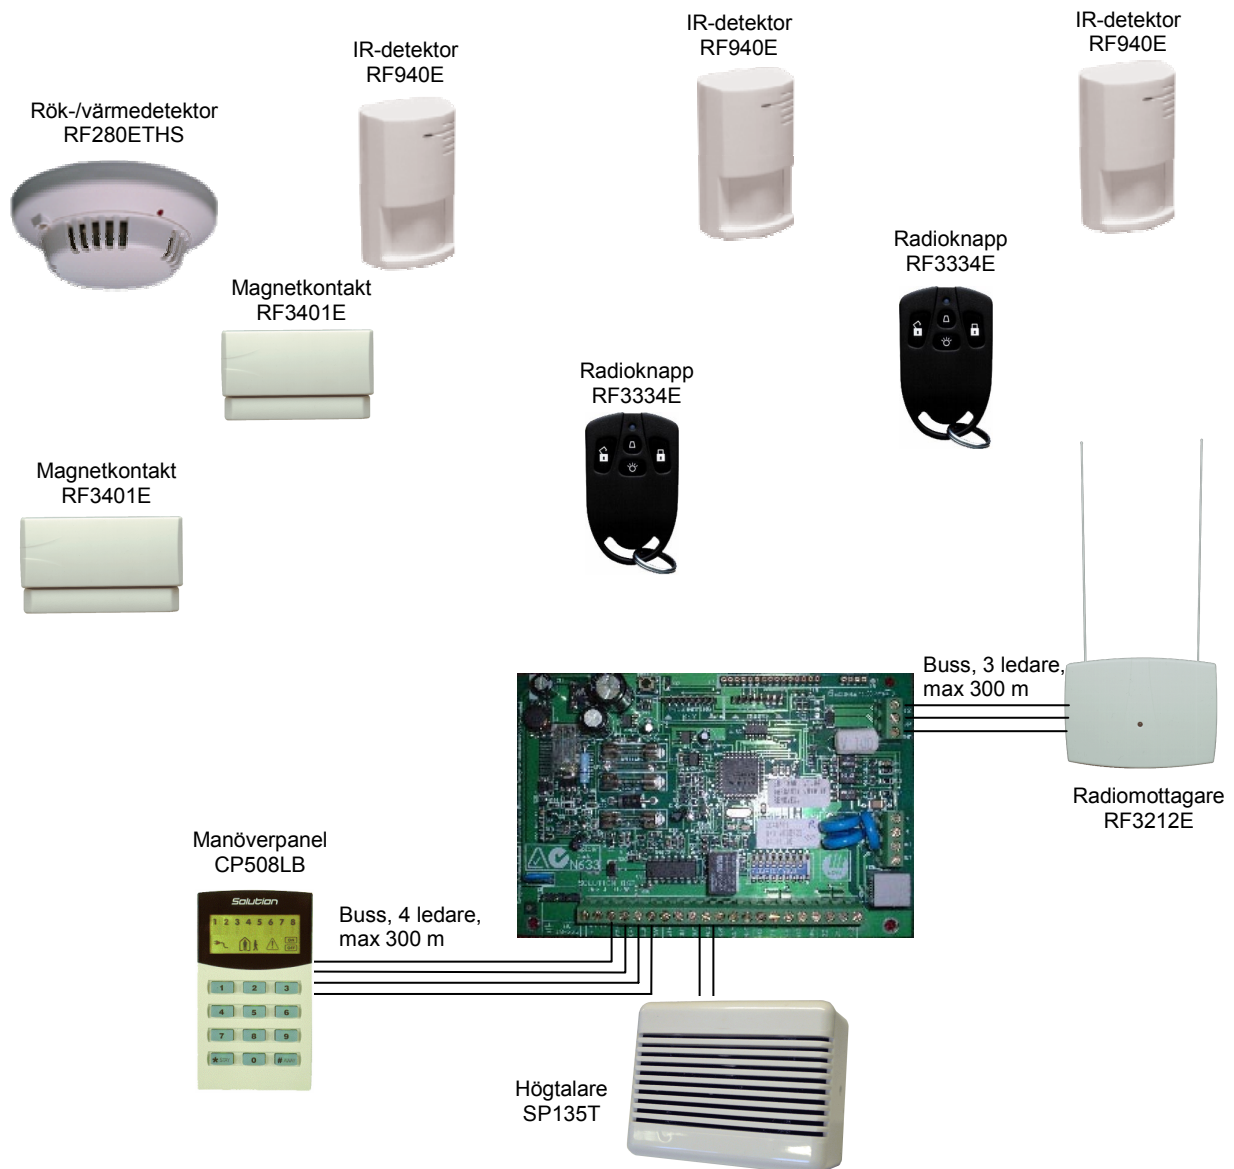 IR-detektor
RF940E
IR-detektor
RF940E
IR-detektor
RF940E
Rök-/värmedetektor
RF280ETHS
Radioknapp
RF3334E
Magnetkontakt
RF3401E
Radioknapp
RF3334E
Magnetkontakt
RF3401E
Buss, 3 ledare,
max 300 m
Radiomottagare
RF3212E
Manöverpanel
CP508LB
N633
Solution
1 2 3 4 5 6 7 8
Buss, 4 ledare,
max 300 m
1 2 3
4 5 6
7 8 9
* 0 #
Högtalare
SP135T